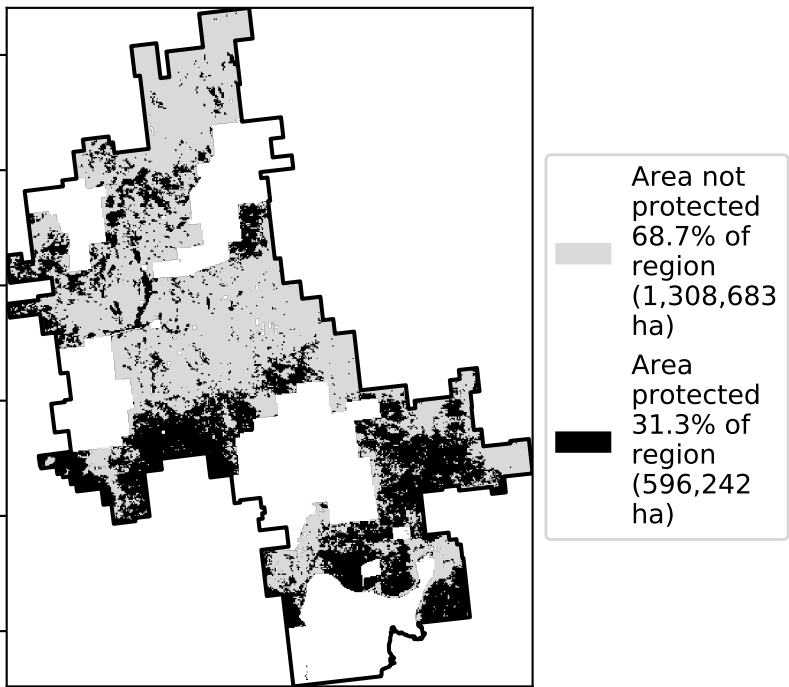 Area not
protected
68.7% of
region
(1,308,683
ha)
Area
protected
31.3% of
region
(596,242
ha)